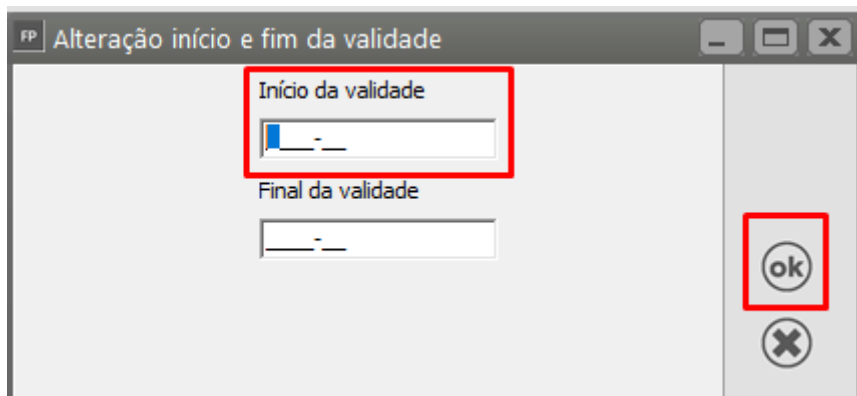 FP Alteração início e fim da validade
Início da validade
____-__
Final da validade
____-__
ok